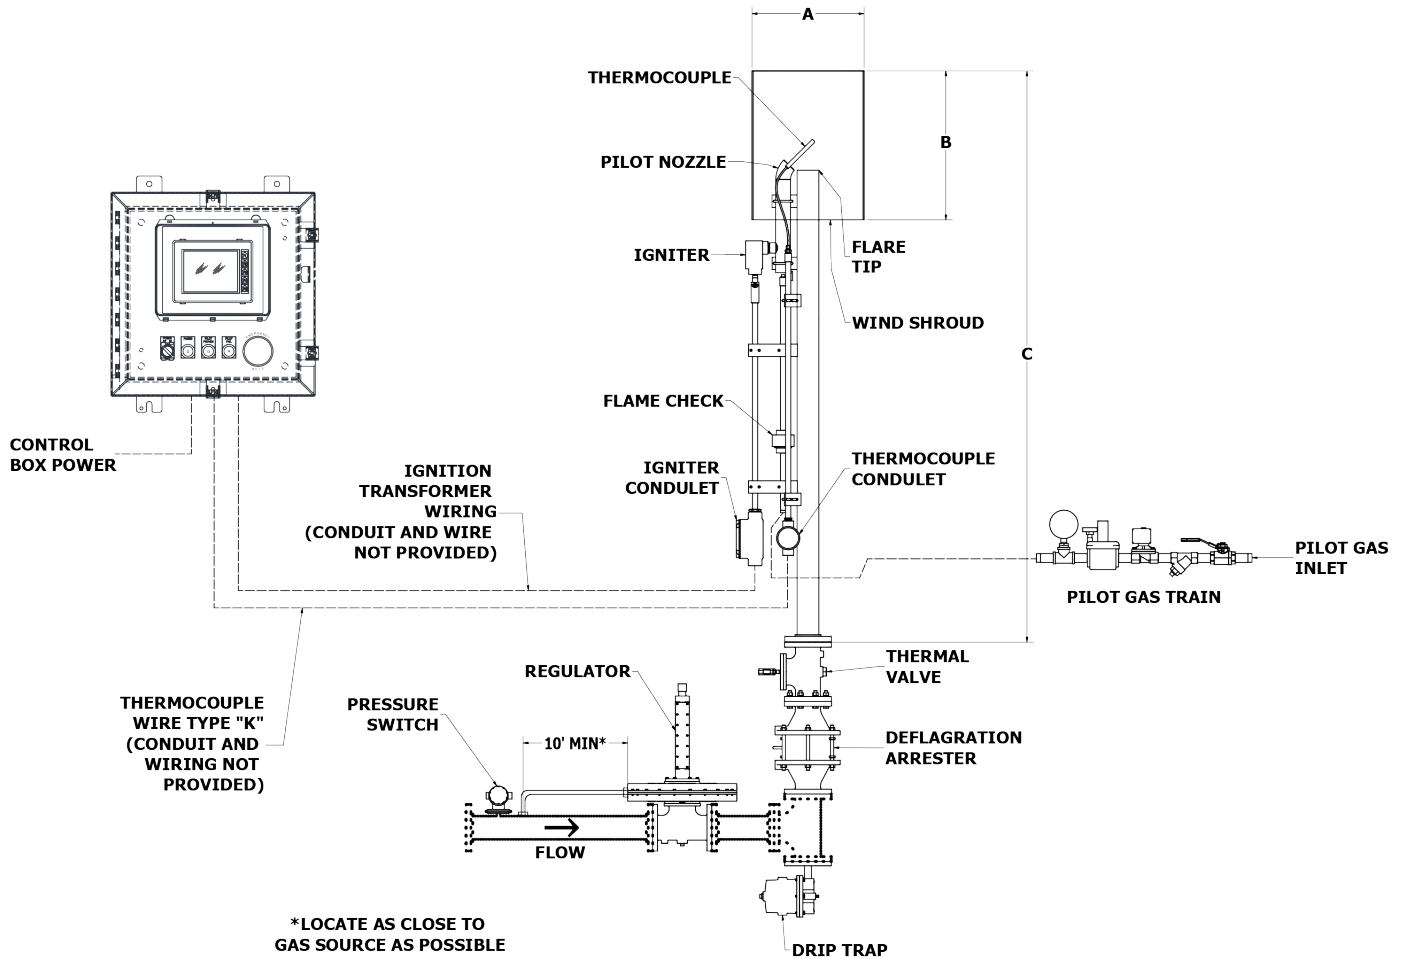 A
THERMOCOUPLE
B
PILOT NOZZLE
IGNITER
FLARE
TIP
WIND SHROUD
C
FLAME CHECK
CONTROL
BOX POWER
IGNITION
TRANSFORMER
WIRING
(CONDUIT AND WIRE
NOT PROVIDED)
IGNITER
CONDULET
THERMOCOUPLE
CONDULET
PILOT GAS
INLET
PILOT GAS TRAIN
THERMAL
VALVE
REGULATOR
THERMOCOUPLE
WIRE TYPE "K"
(CONDUIT AND
WIRING NOT
PROVIDED)
PRESSURE
SWITCH
10' MIN*
DEFLAGRATION
ARRESTER
FLOW
*LOCATE AS CLOSE TO
GAS SOURCE AS POSSIBLE
DRIP TRAP